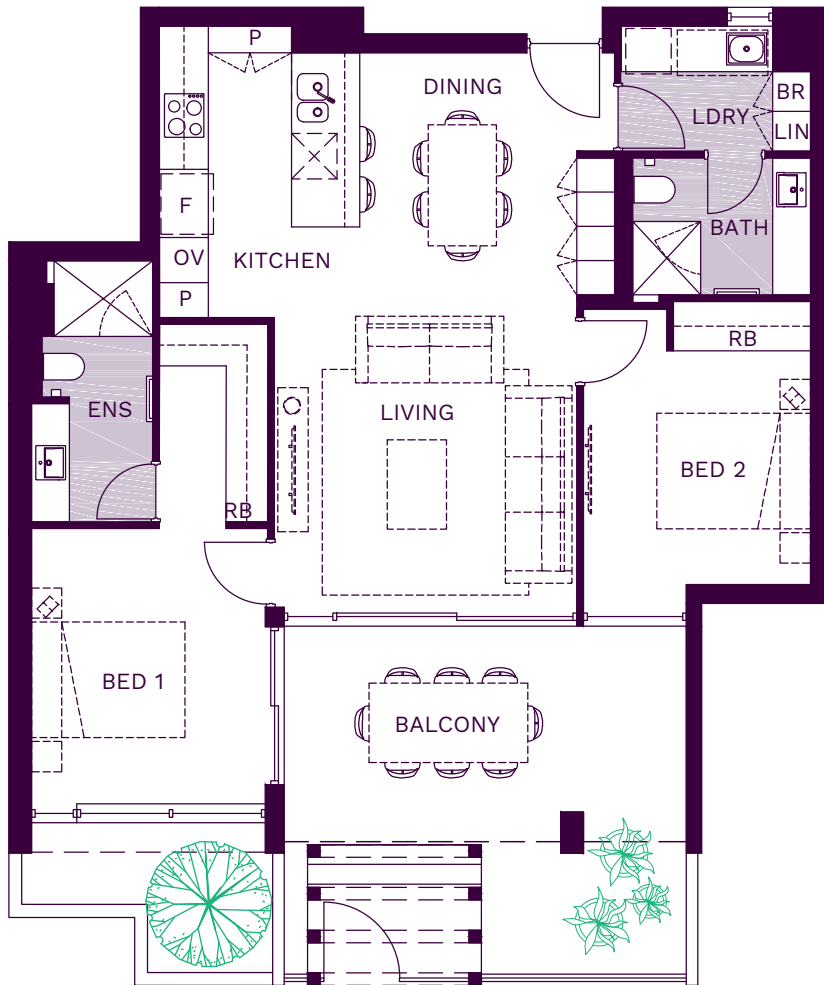 P
DINING
BR
LDRY
LIN
F
BATH
OV
KITCHEN
P
RB
ENS
LIVING
BED 2
RB
BED 1
BALCONY